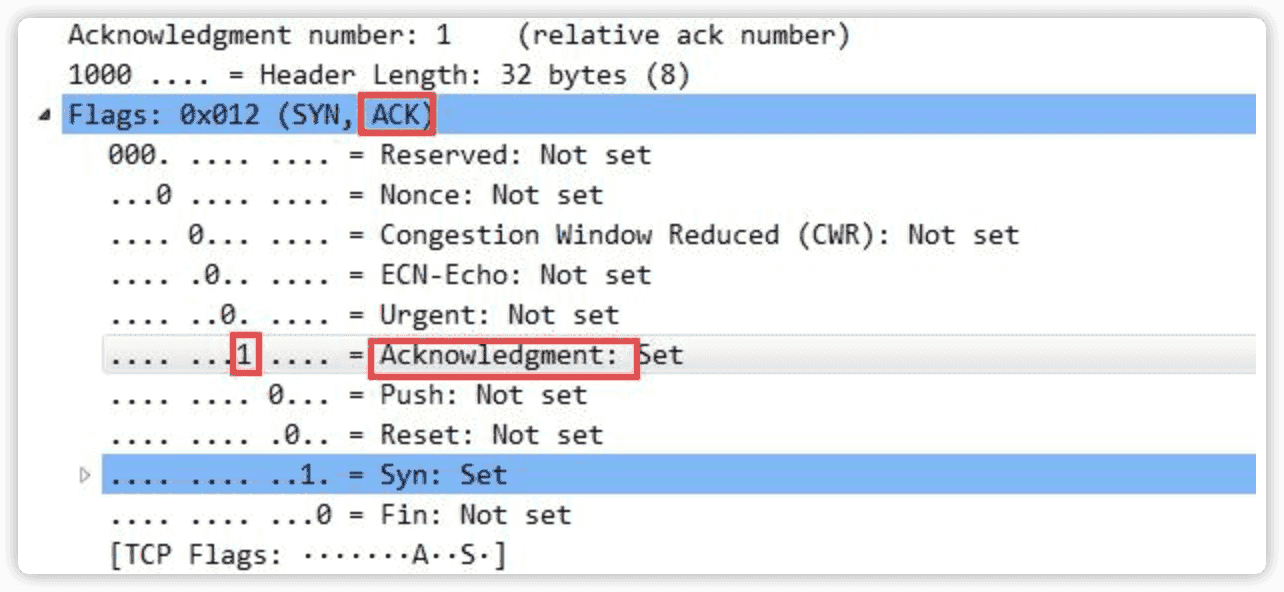 Acknowledgment number: 1    (relative ack number)
1000 .... = Header Length: 32 bytes (8)
Flags: 0x012 (SYN, ACK)
000. .... .... = Reserved: Not set
...0 .... .... = Nonce: Not set
.... 0... .... = Congestion Window Reduced (CWR): Not set
.... .0.. .... = ECN-Echo: Not set
.... ..0. .... = Urgent: Not set
.... ...1 .... = Acknowledgment: Set
.... .... 0... = Push: Not set
.... .... .0.. = Reset: Not set
.... .... ..1. = Syn: Set
.... .... ...0 = Fin: Not set
[TCP Flags: ·······A··S·]